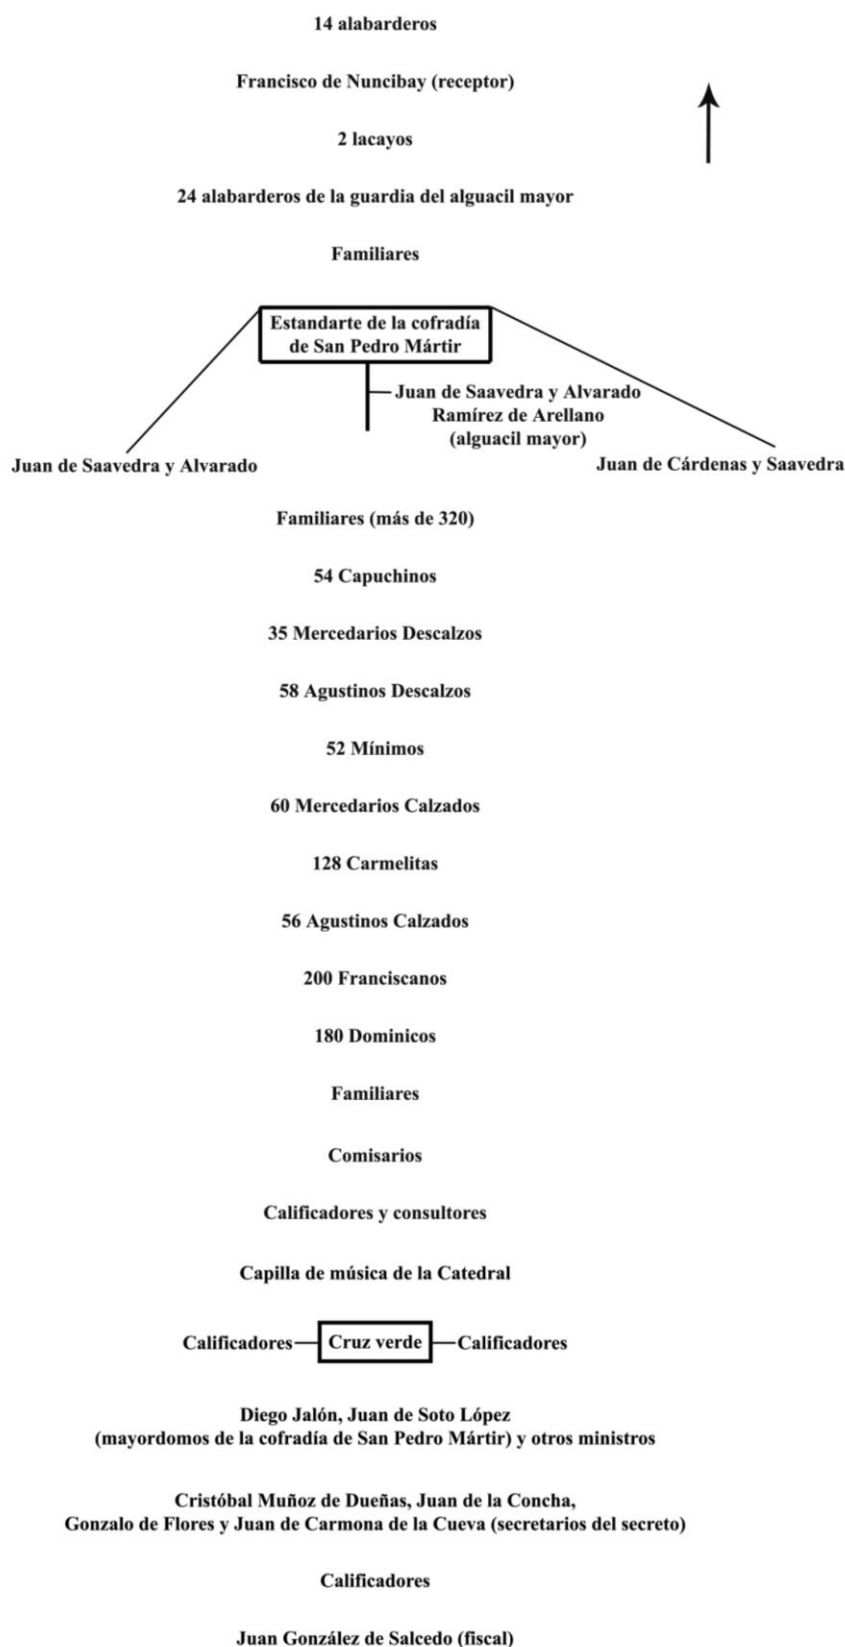 14 alabarderos
Francisco de Nuncibay (receptor)
2 lacayos
24 alabarderos de la guardia del alguacil mayor
Familiares
Estandarte de la cofradía
de San Pedro Mártir
Juan de Saavedra y Alvarado
Ramírez de Arellano
(alguacil mayor)
Juan de Saavedra y Alvarado
Juan de Cárdenas y Saavedra
Familiares (más de 320)
54 Capuchinos
35 Mercedarios Descalzos
58 Agustinos Descalzos
52 Mínimos
60 Mercedarios Calzados
128 Carmelitas
56 Agustinos Calzados
200 Franciscanos
180 Dominicos
Familiares
Comisarios
Calificadores y consultores
Capilla de música de la Catedral
Calificadores Cruz verde Calificadores
Diego Jalón, Juan de Soto López
(mayordomos de la cofradía de San Pedro Mártir) y otros ministros
Cristóbal Muñoz de Dueñas, Juan de la Concha,
Gonzalo de Flores y Juan de Carmona de la Cueva (secretarios del secreto)
Calificadores
Juan González de Salcedo (fiscal)